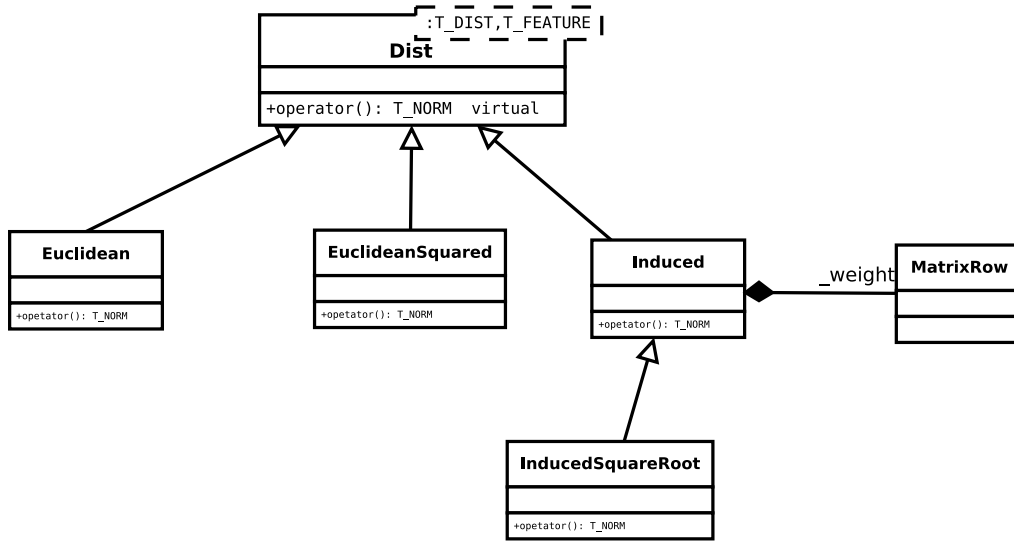 :T_DIST,T_FEATURE
Dist
+operator(): T_NORM virtual
Euclidean
+opetator(): T_NORM
EuclideanSquared
+opetator(): T_NORM
Induced
+opetator(): T_NORM
_weight
MatrixRow
InducedSquareRoot
+opetator(): T_NORM